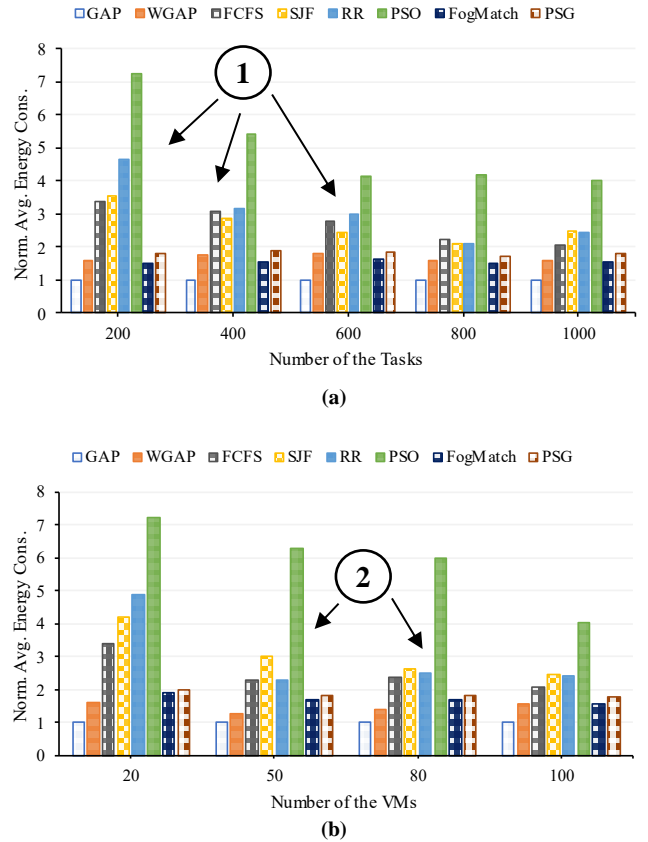 GAP WGAP FCFS SJF RR PSO FogMatch PSG
8
7
6
5
4
3
2
1
0
Norm. Avg. Energy Cons.
1
200 400 600 800 1000
Number of the Tasks
(a)
GAP WGAP FCFS SJF RR PSO FogMatch PSG
8
7
6
5
4
3
2
1
0
Norm. Avg. Energy Cons.
2
20 50 80 100
Number of the VMs
(b)